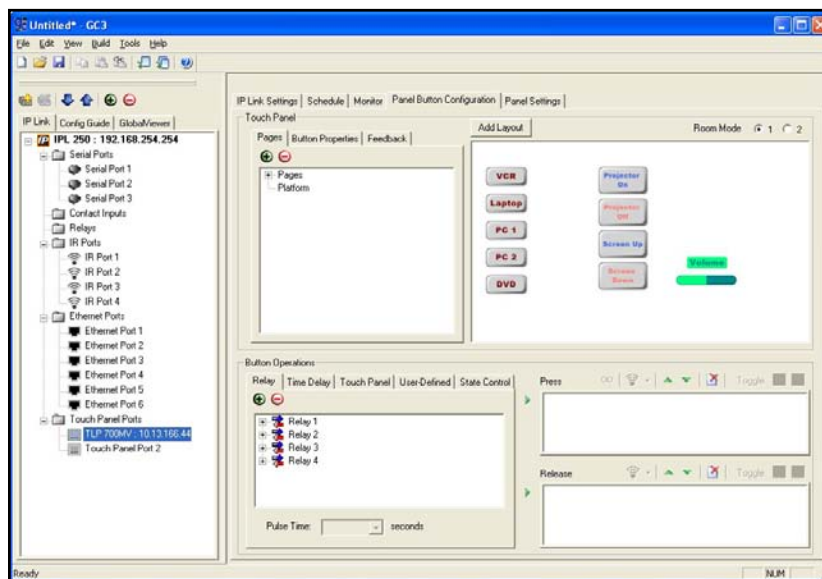 Untitled* - GC3
File Edit View Build Tools Help
IP Link Config Guide GlobalViewer
IPL 250 : 192.168.254.254
Serial Ports
Serial Port 1
Serial Port 2
Serial Port 3
Contact Inputs
Relays
IR Ports
IR Port 1
IR Port 2
IR Port 3
IR Port 4
Ethernet Ports
Ethernet Port 1
Ethernet Port 2
Ethernet Port 3
Ethernet Port 4
Ethernet Port 5
Ethernet Port 6
Touch Panel Ports
TLP 700MV : 10.13.166.44
Touch Panel Port 2
IP Link Settings Schedule Monitor Panel Button Configuration Panel Settings
Touch Panel
Pages Button Properties Feedback
Pages
Platform
Add Layout
Room Mode 1 2
VCR
Laptop
PC 1
PC 2
DVD
Projector
On
Projector
Off
Screen Up
Screen
Down
Volume
Button Operations
Relay Time Delay Touch Panel User-Defined State Control
Relay 1
Relay 2
Relay 3
Relay 4
Pulse Time: seconds
Press Toggle
Release Toggle
Ready NUM